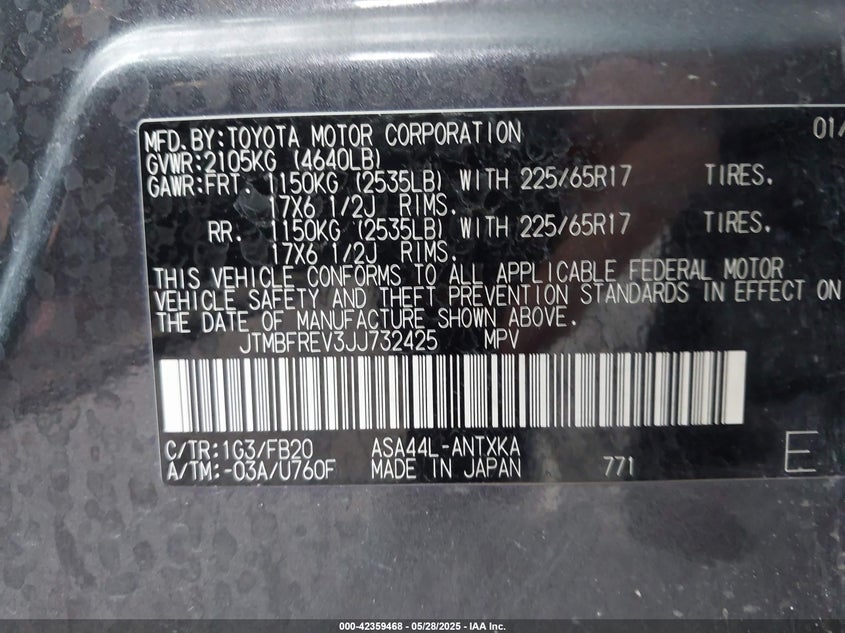 MFD.BY:TOYOTA MOTOR CORPORATION 01/
GVWR:2105KG (4640LB)
GAWR:FRT. 1150KG (2535LB) WITH 225/65R17 TIRES.
17X6 1/2J RIMS.
RR. 1150KG (2535LB) WITH 225/65R17 TIRES.
17X6 1/2J RIMS.
THIS VEHICLE CONFORMS TO ALL APPLICABLE FEDERAL MOTOR
VEHICLE SAFETY AND THEFT PREVENTION STANDARDS IN EFFECT ON
THE DATE OF MANUFACTURE SHOWN ABOVE.
JTMBFREV3JJ732425 MPV
C/TR:1G3/FB20 ASA44L-ANTXKA
A/TM:-03A/U760F MADE IN JAPAN 771 E
000-42359468 - 05/28/2025 - IAA Inc.